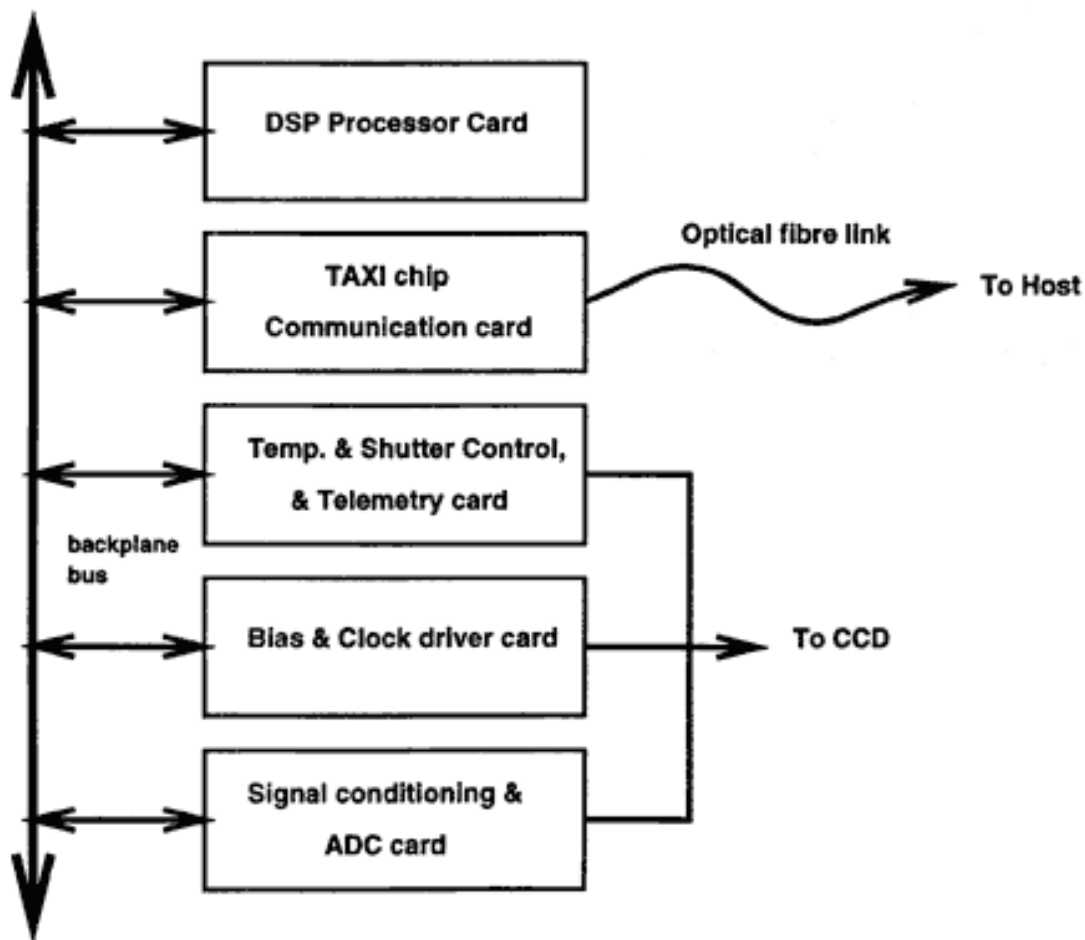 DSP Processor Card
Optical fibre link
TAXI chip
Communication card
To Host
Temp. & Shutter Control,
& Telemetry card
backplane
bus
Bias & Clock driver card
To CCD
Signal conditioning &
ADC card